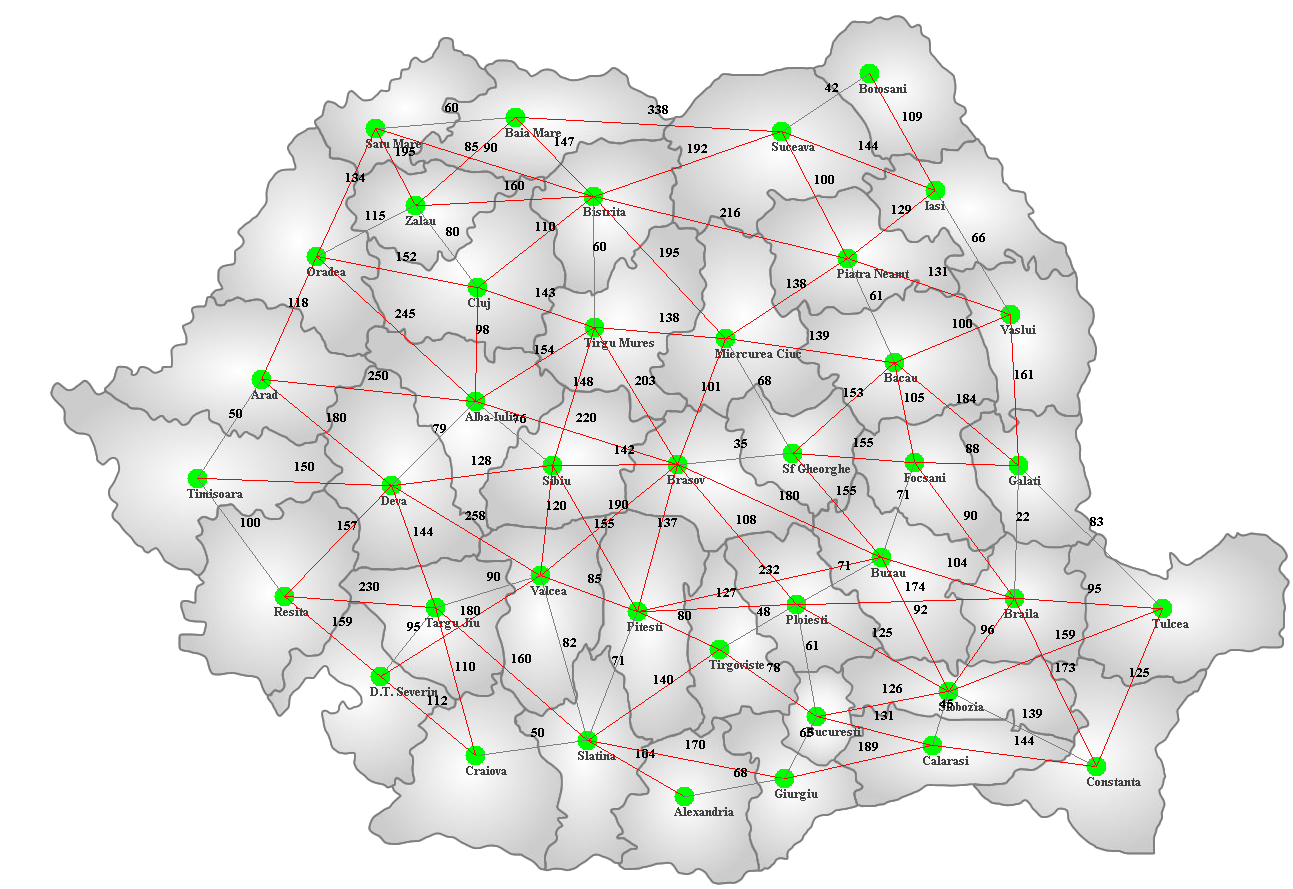 42
Botosani
338
60
Baia Mare
109
Satu Mare
195
85
90
147
192
Suceava
144
134
160
100
Zalau
115
Bistrita
216
129
Iasi
80
110
152
60
195
66
Oradea
Piatra Neamt
131
138
61
Cluj
143
118
245
98
138
Tirgu Mures
139
100
Vaslui
154
Miercurea Ciuc
250
148
203
101
68
Bacau
161
Arad
153
105
184
50
180
Alba-Iulia
76
220
79
142
35
155
88
128
150
Sf Gheorghe
Focsani
Galati
Timisoara
Deva
Sibiu
Brasov
180
155
71
120
190
258
155
137
108
90
22
83
100
157
144
104
232
71
Buzau
90
85
127
174
95
230
Valcea
92
Resita
180
80
48
Braila
Targu Jiu
Pitesti
Ploiesti
Tulcea
159
95
125
96
159
82
61
160
71
110
Tirgoviste
78
173
125
140
D.T. Severin
126
112
45
Slobozia
131
139
50
65
Bucuresti
144
170
189
104
Slatina
Calarasi
68
Craiova
Constanta
Giurgiu
Alexandria